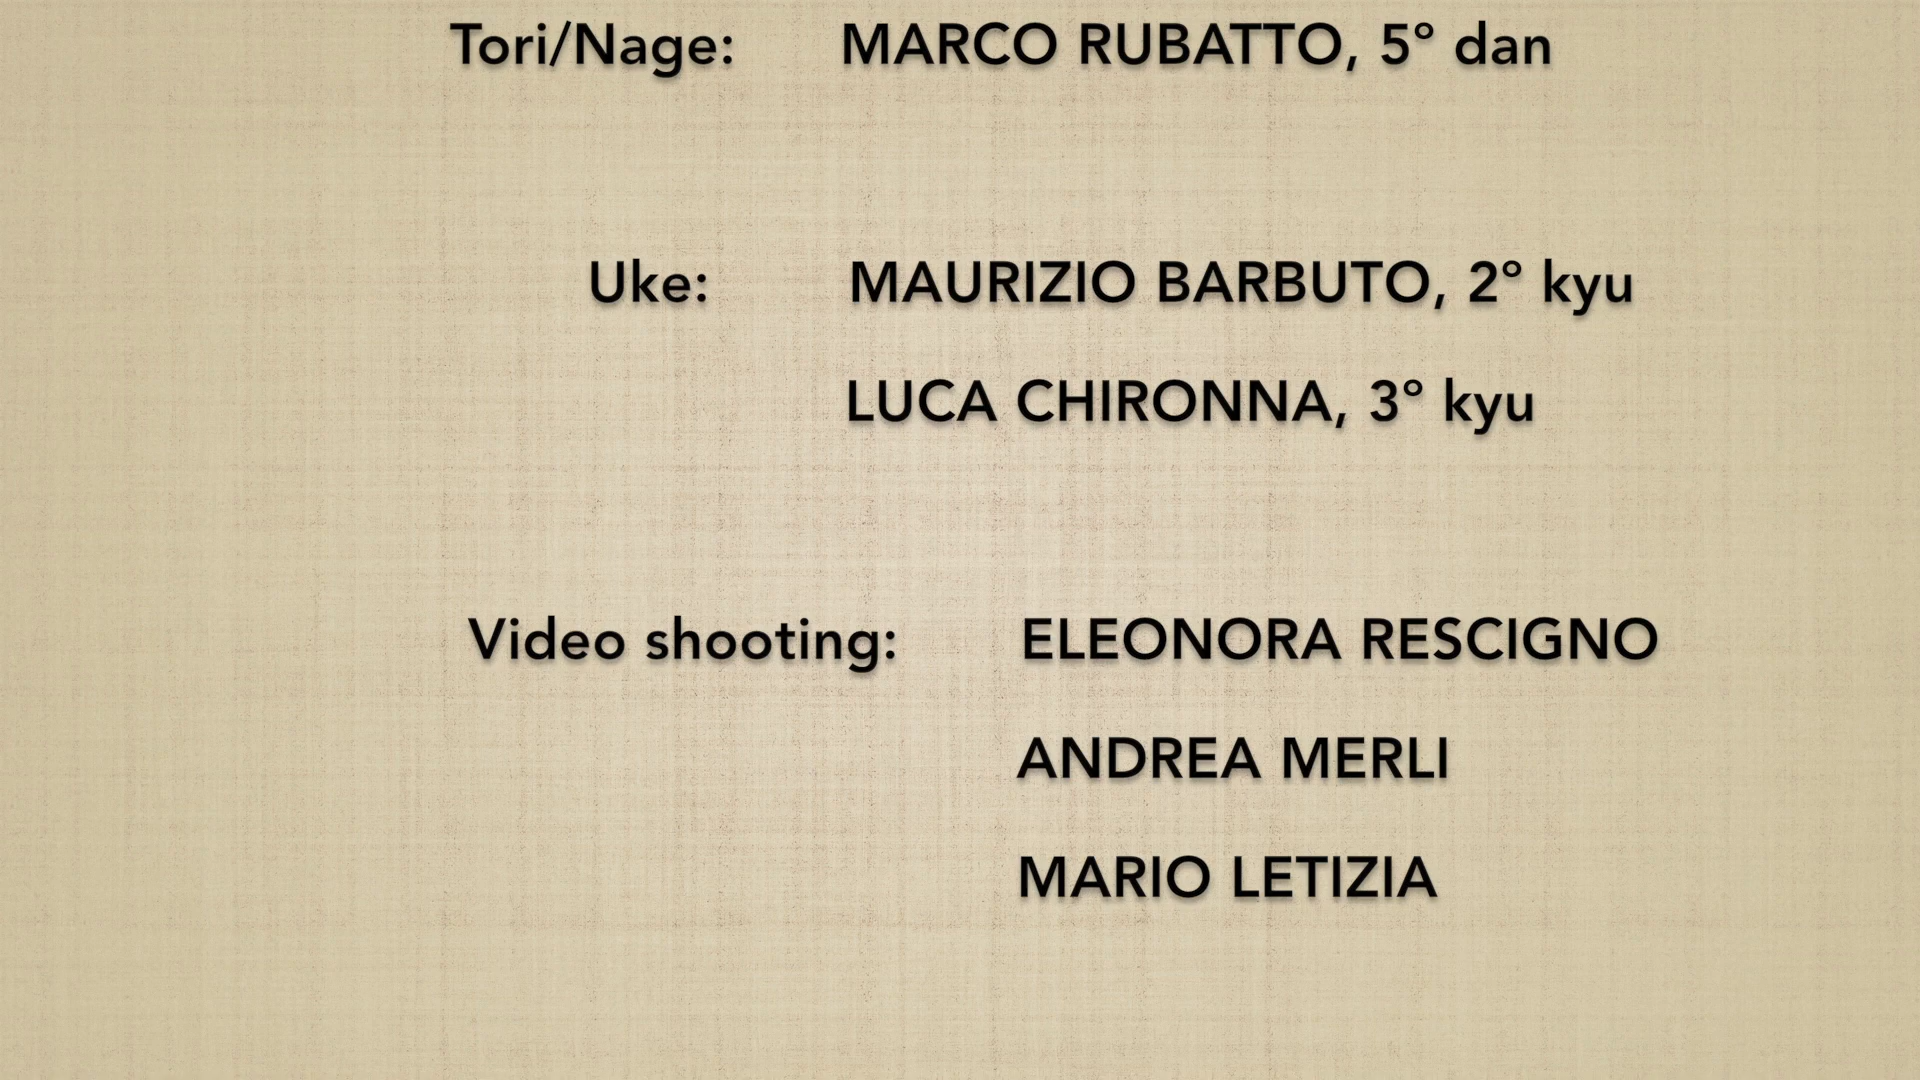 Tori/Nage: MARCO RUBATTO, 5° dan
Uke: MAURIZIO BARBUTO, 2° kyu
LUCA CHIRONNA, 3° kyu
Video shooting: ELEONORA RESCIGNO
ANDREA MERLI
MARIO LETIZIA